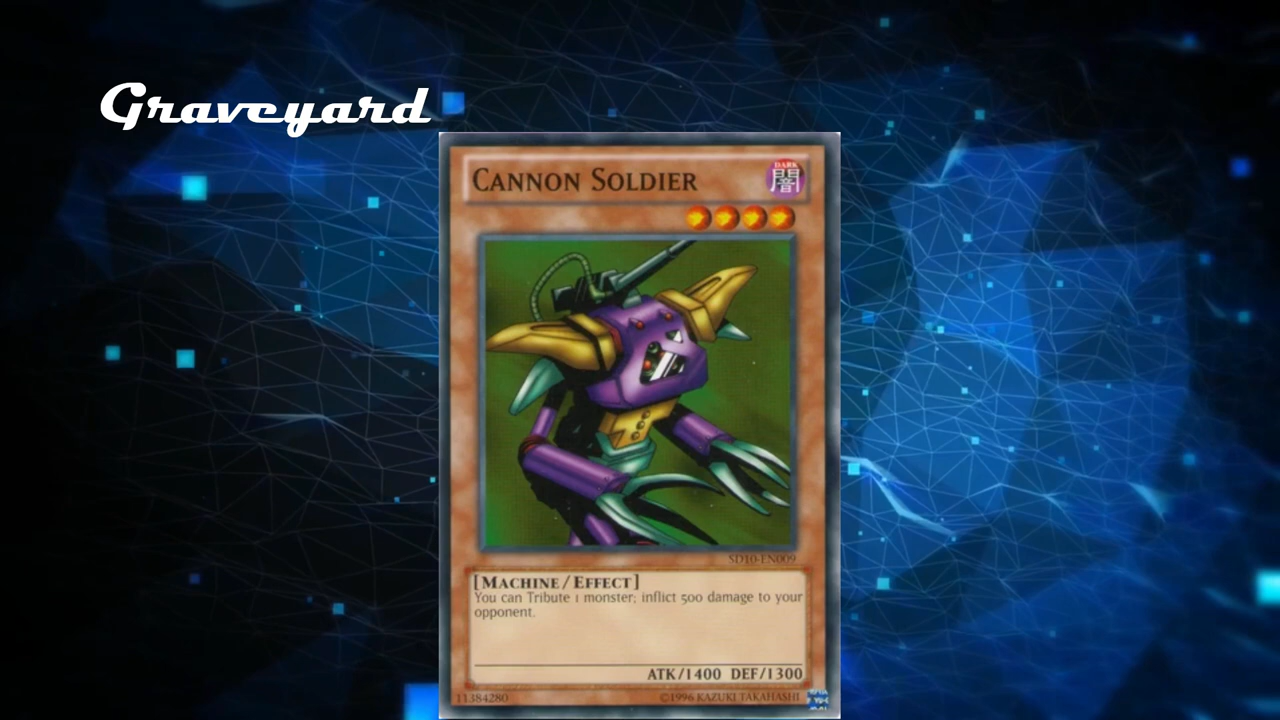 Graveyard
CANNON SOLDIER
DARK
闇
SD10-EN009
[MACHINE/EFFECT]
You can Tribute 1 monster; inflict 500 damage to your
opponent.
ATK/1400 DEF/1300
11384280
©1996 KAZUKI TAKAHASHI